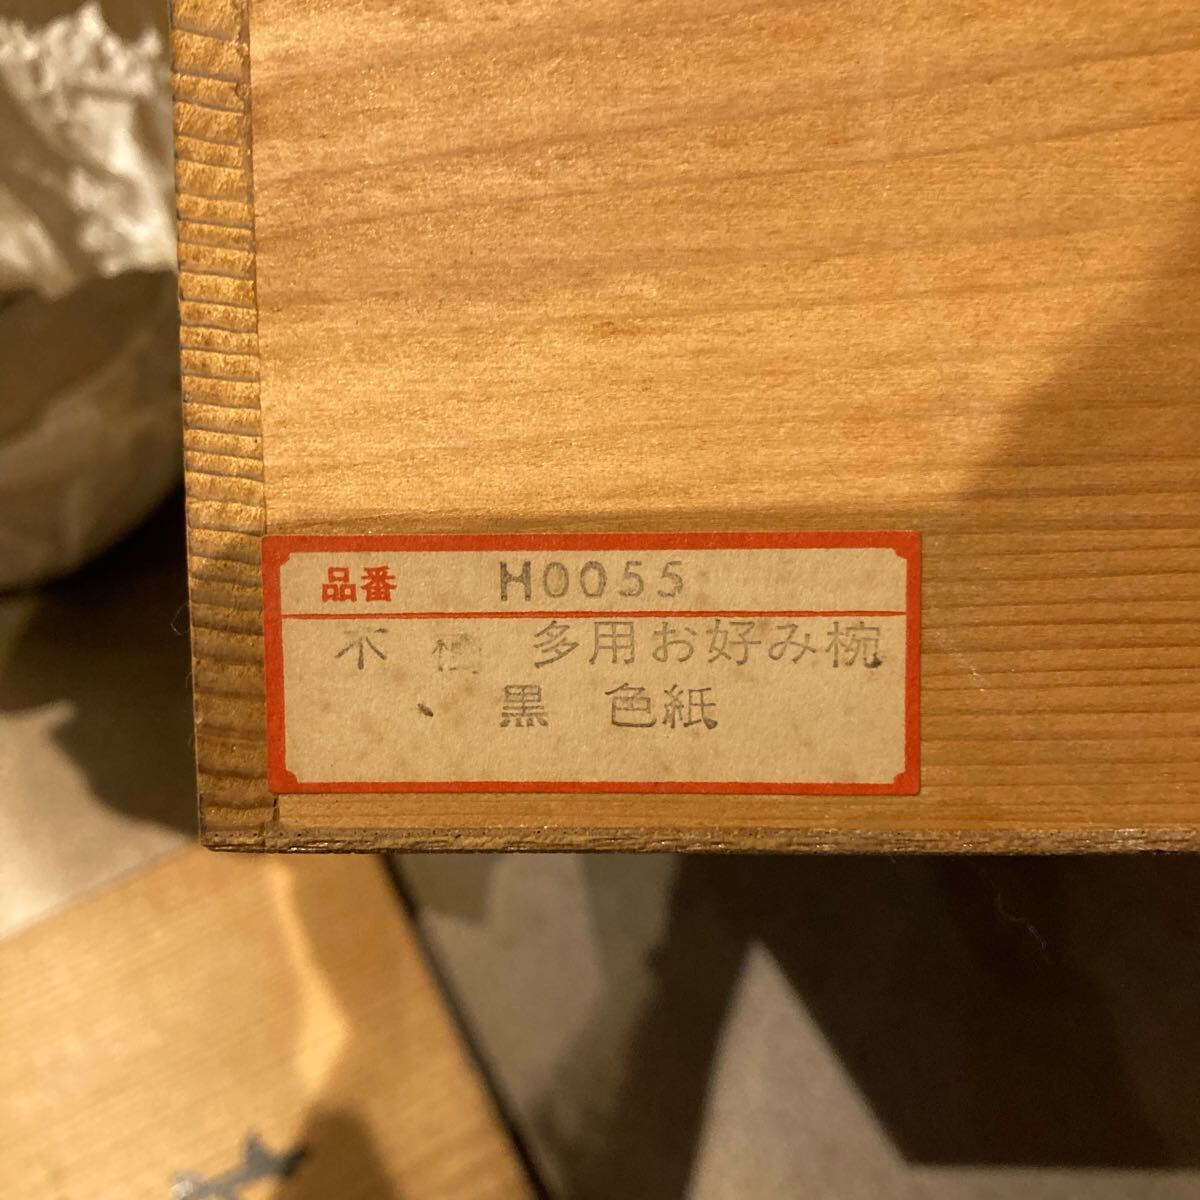 品番 H0055
多用お好み椀
黒 色紙